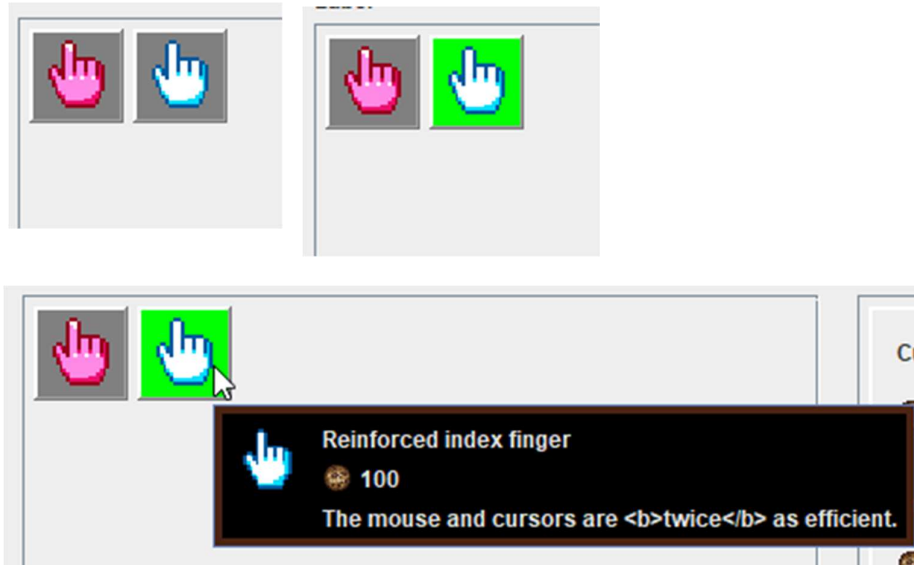 Reinforced index finger
100
The mouse and cursors are <b>twice</b> as efficient.